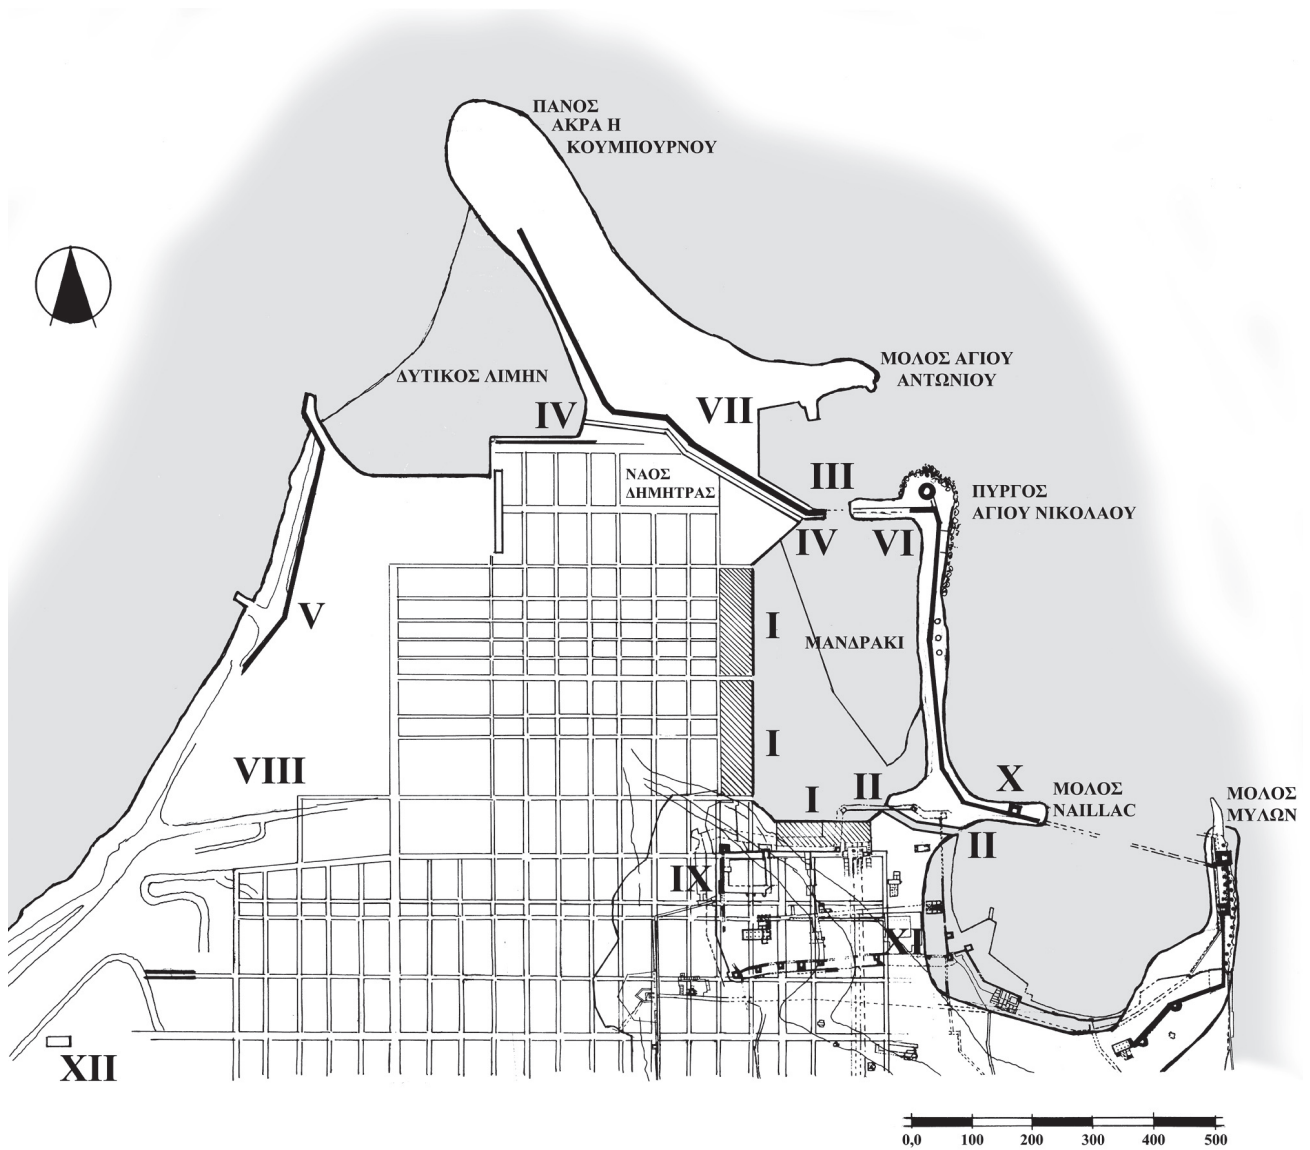 ΠΑΝΟΣ
ΑΚΡΑ Η
ΚΟΥΜΠΟΥΡΝΟΥ
ΜΟΛΟΣ ΑΓΙΟΥ
ΑΝΤΩΝΙΟΥ
ΔΥΤΙΚΟΣ ΛΙΜΗΝ
IV
VII
ΝΑΟΣ
ΔΗΜΗΤΡΑΣ
III
ΠΥΡΓΟΣ
ΑΓΙΟΥ ΝΙΚΟΛΑΟΥ
IV
VI
V
I
ΜΑΝΔΡΑΚΙ
I
VIII
II
I
X
ΜΟΛΟΣ
NAILLAC
ΜΟΛΟΣ
ΜΥΛΩΝ
II
IX
XI
XII
0,0 100 200 300 400 500